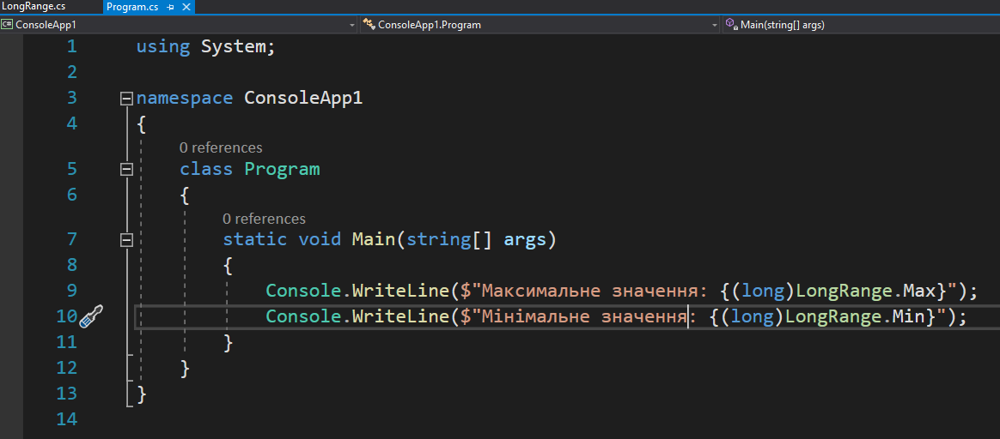 LongRange.cs Program.cs
C# ConsoleApp1 ConsoleApp1.Program Main(string[] args)
1 using System;
2
3 namespace ConsoleApp1
4 {
0 references
5 class Program
6 {
0 references
7 static void Main(string[] args)
8 {
9 Console.WriteLine($"Максимальне значення: {(long)LongRange.Max}");
10 Console.WriteLine($"Мінімальне значення: {(long)LongRange.Min}");
11 }
12 }
13 }
14